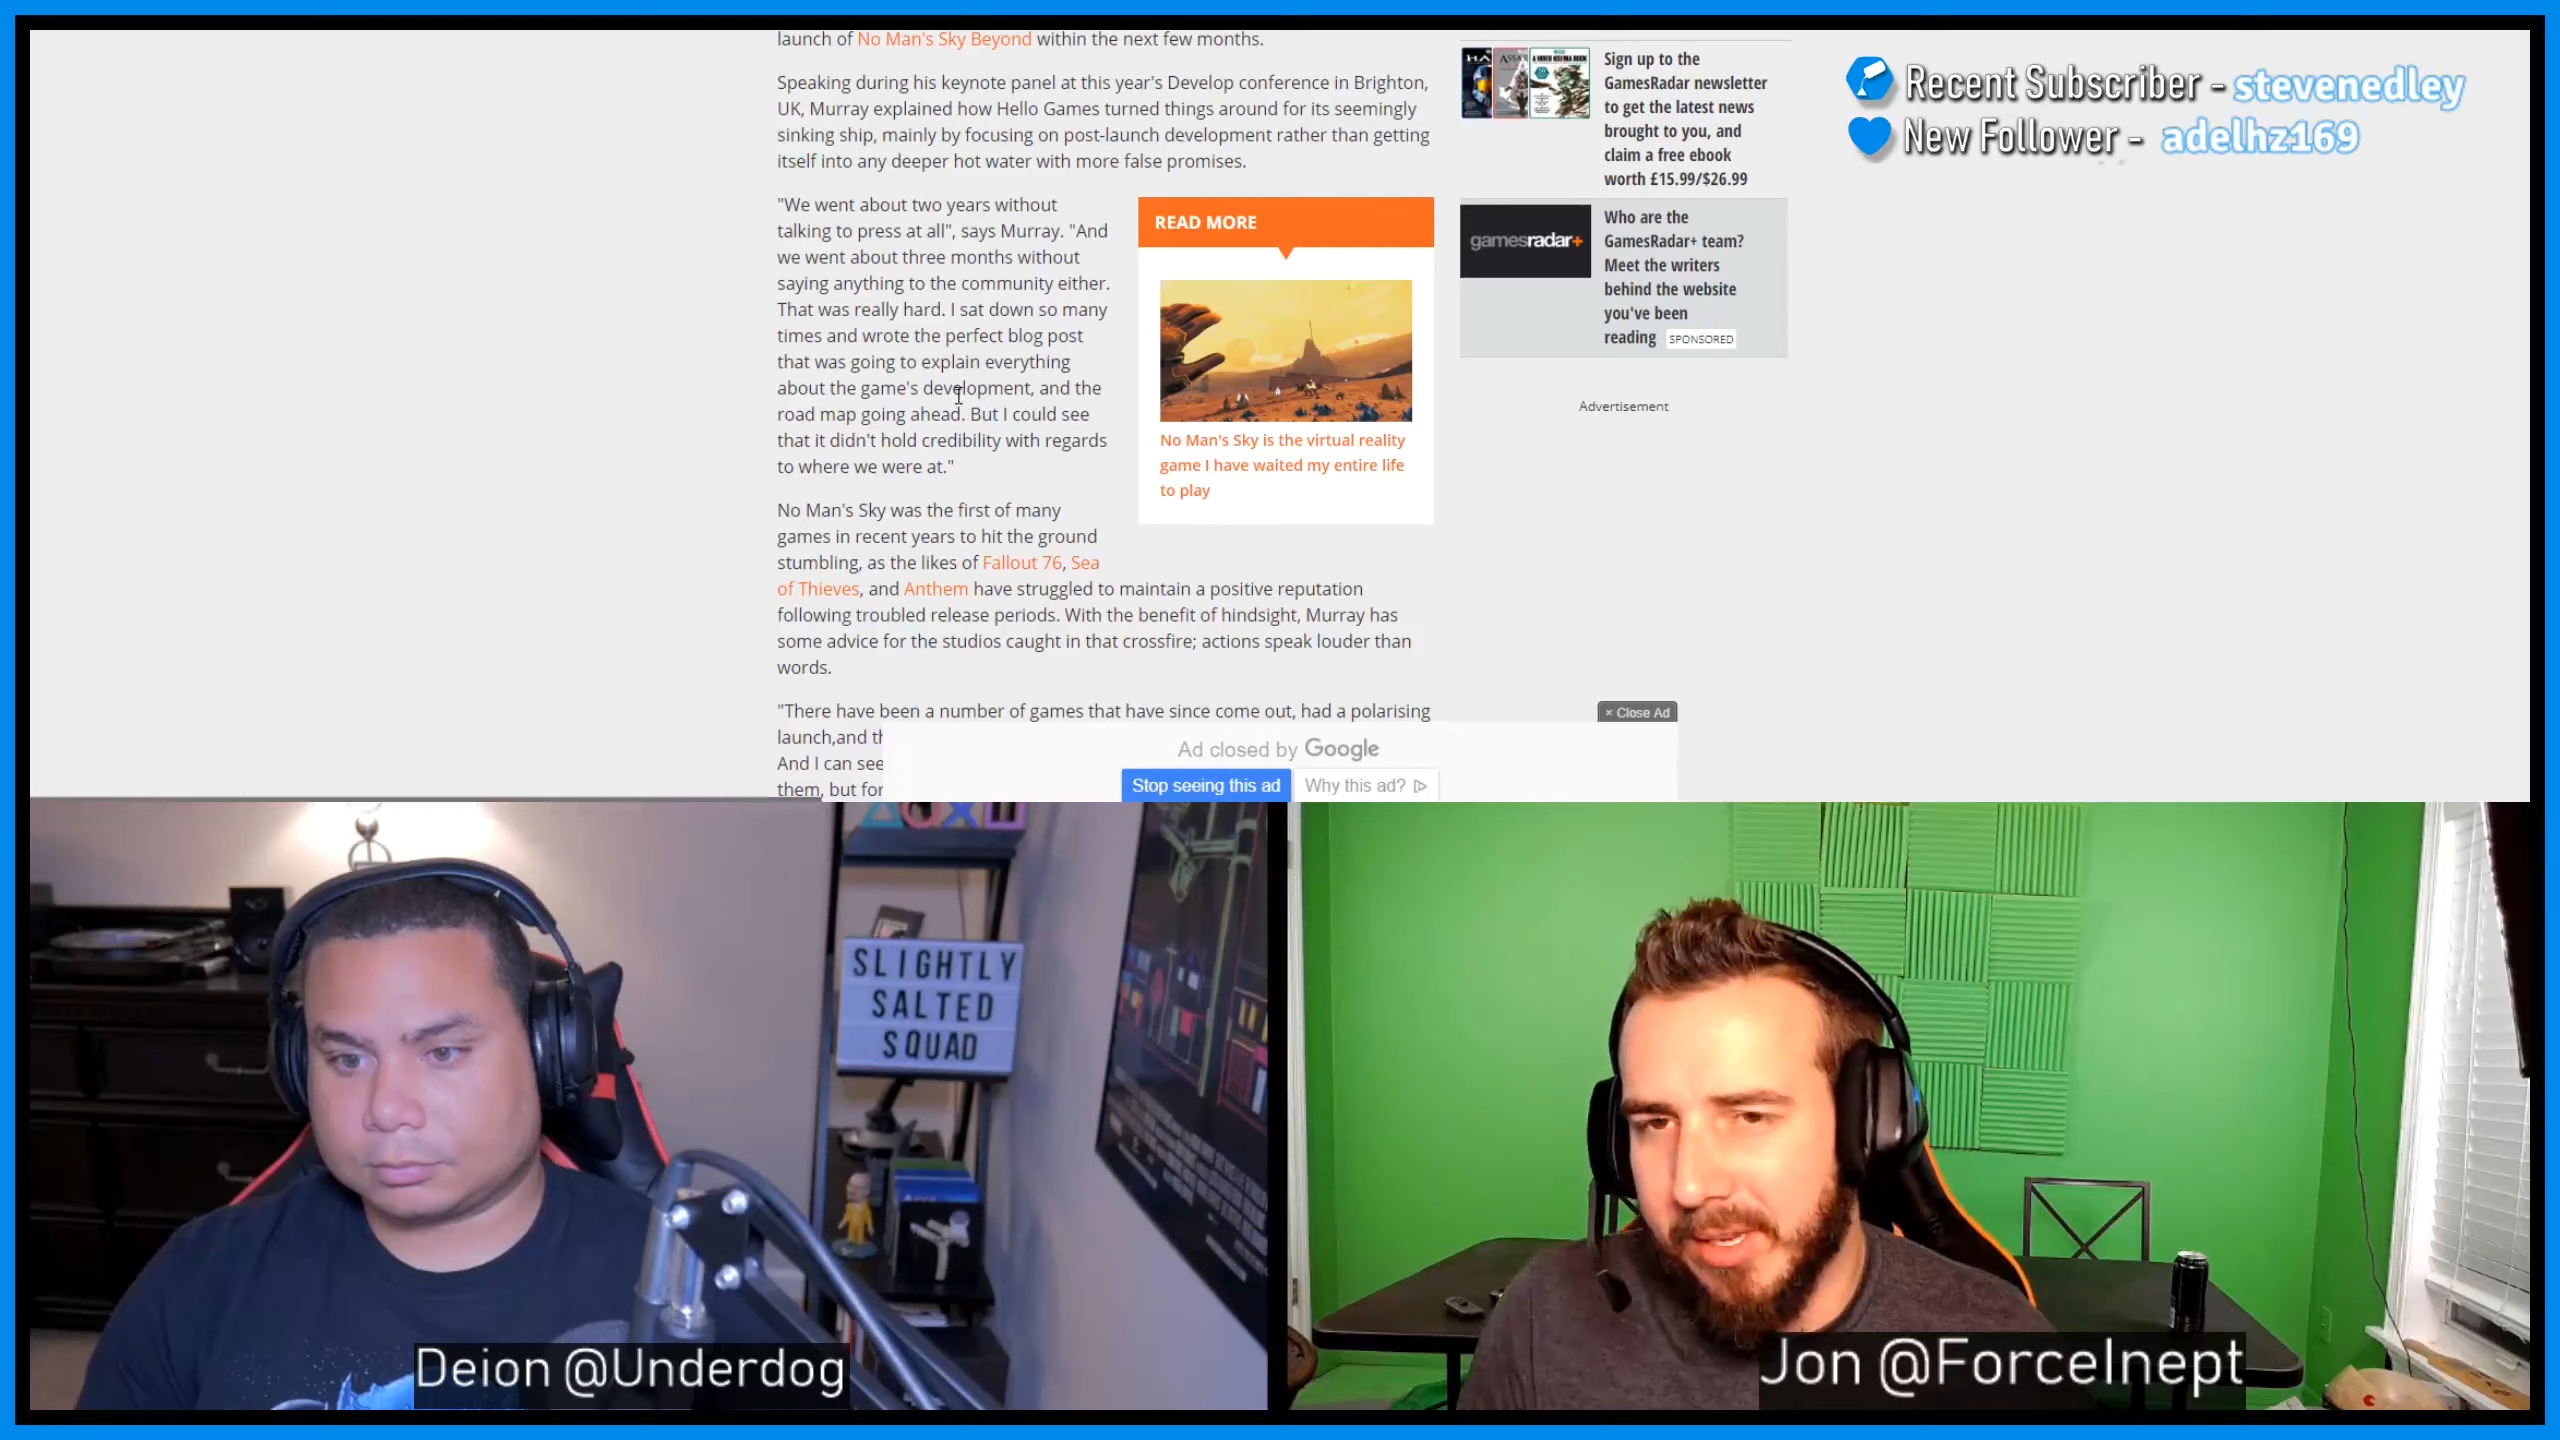 launch of No Man's Sky Beyond within the next few months.
Speaking during his keynote panel at this year's Develop conference in Brighton,
UK, Murray explained how Hello Games turned things around for its seemingly
sinking ship, mainly by focusing on post-launch development rather than getting
itself into any deeper hot water with more false promises.
"We went about two years without
talking to press at all", says Murray. "And
we went about three months without
saying anything to the community either.
That was really hard. I sat down so many
times and wrote the perfect blog post
that was going to explain everything
about the game's development, and the
road map going ahead. But I could see
that it didn't hold credibility with regards
to where we were at."
READ MORE
No Man's Sky is the virtual reality
game I have waited my entire life
to play
No Man's Sky was the first of many
games in recent years to hit the ground
stumbling, as the likes of Fallout 76, Sea
of Thieves, and Anthem have struggled to maintain a positive reputation
following troubled release periods. With the benefit of hindsight, Murray has
some advice for the studios caught in that crossfire; actions speak louder than
words.
"There have been a number of games that have since come out, had a polarising
launch,and th
And I can see
them, but for
Sign up to the
GamesRadar newsletter
to get the latest news
brought to you, and
claim a free ebook
worth £15.99/$26.99
gamesradar+
Who are the
GamesRadar+ team?
Meet the writers
behind the website
you've been
reading SPONSORED
Advertisement
× Close Ad
Ad closed by Google
Stop seeing this ad
Why this ad?
Recent Subscriber - stevenedley
New Follower - adelhz169
SLIGHTLY
SALTED
SQUAD
Deion @Underdog
Jon @ForceInept